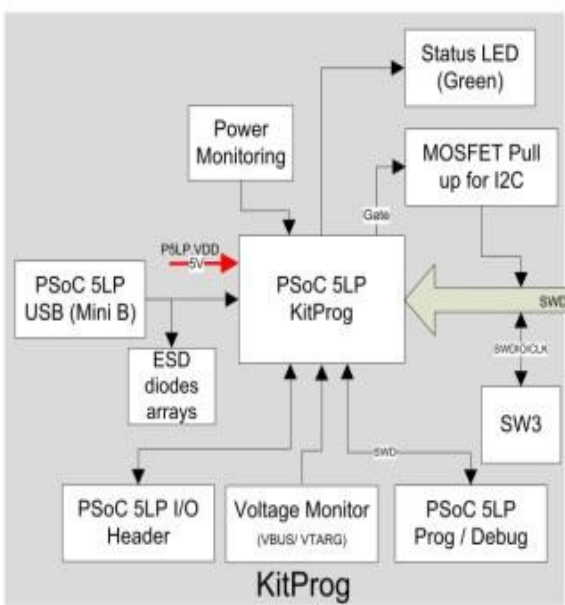 Status LED
(Green)
Power
Monitoring
MOSFET Pull
up for I2C
Gate
P5LP.VDD
5V
PSoC 5LP
KitProg
PSoC 5LP
USB (Mini B)
SWD
ESD
diodes
arrays
SWDIO/CLK
SW3
SWD
PSoC 5LP I/O
Header
Voltage Monitor
(VBUS/ VTARG)
PSoC 5LP
Prog / Debug
KitProg